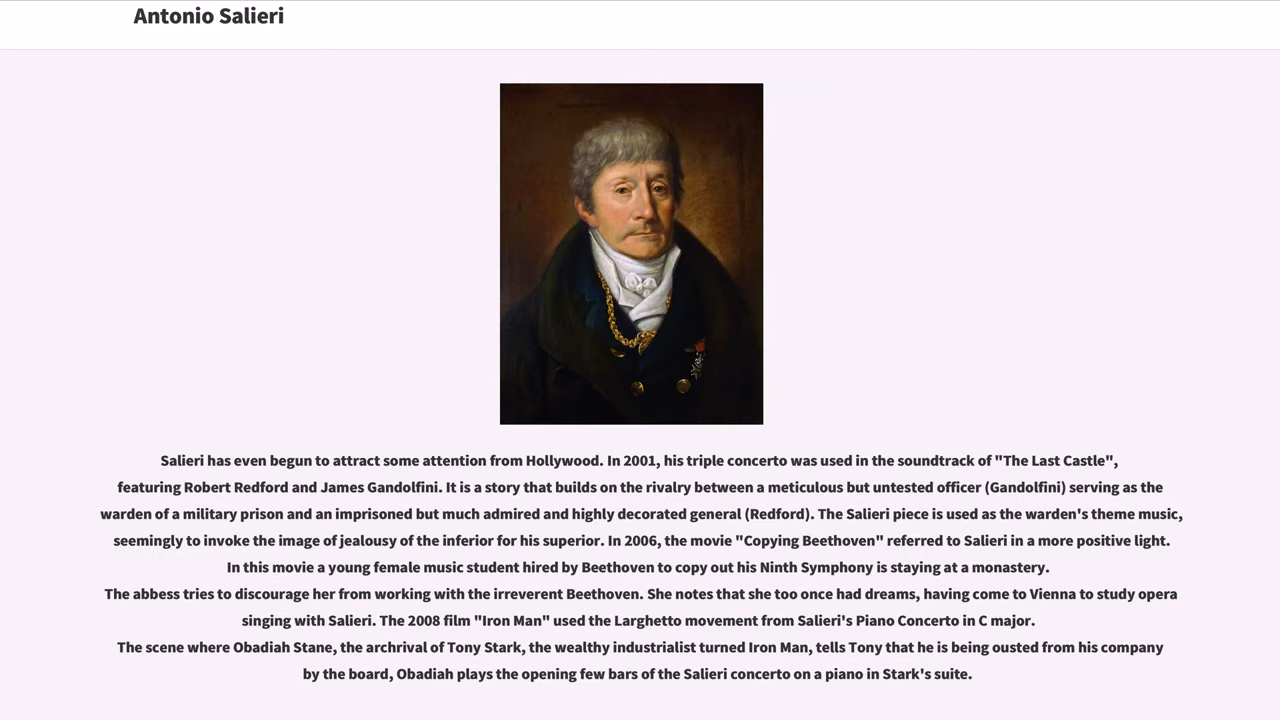 Antonio Salieri
Salieri has even begun to attract some attention from Hollywood. In 2001, his triple concerto was used in the soundtrack of "The Last Castle",
featuring Robert Redford and James Gandolfini. It is a story that builds on the rivalry between a meticulous but untested officer (Gandolfini) serving as the
warden of a military prison and an imprisoned but much admired and highly decorated general (Redford). The Salieri piece is used as the warden's theme music,
seemingly to invoke the image of jealousy of the inferior for his superior. In 2006, the movie "Copying Beethoven" referred to Salieri in a more positive light.
In this movie a young female music student hired by Beethoven to copy out his Ninth Symphony is staying at a monastery.
The abbess tries to discourage her from working with the irreverent Beethoven. She notes that she too once had dreams, having come to Vienna to study opera
singing with Salieri. The 2008 film "Iron Man" used the Larghetto movement from Salieri's Piano Concerto in C major.
The scene where Obadiah Stane, the archrival of Tony Stark, the wealthy industrialist turned Iron Man, tells Tony that he is being ousted from his company
by the board, Obadiah plays the opening few bars of the Salieri concerto on a piano in Stark's suite.